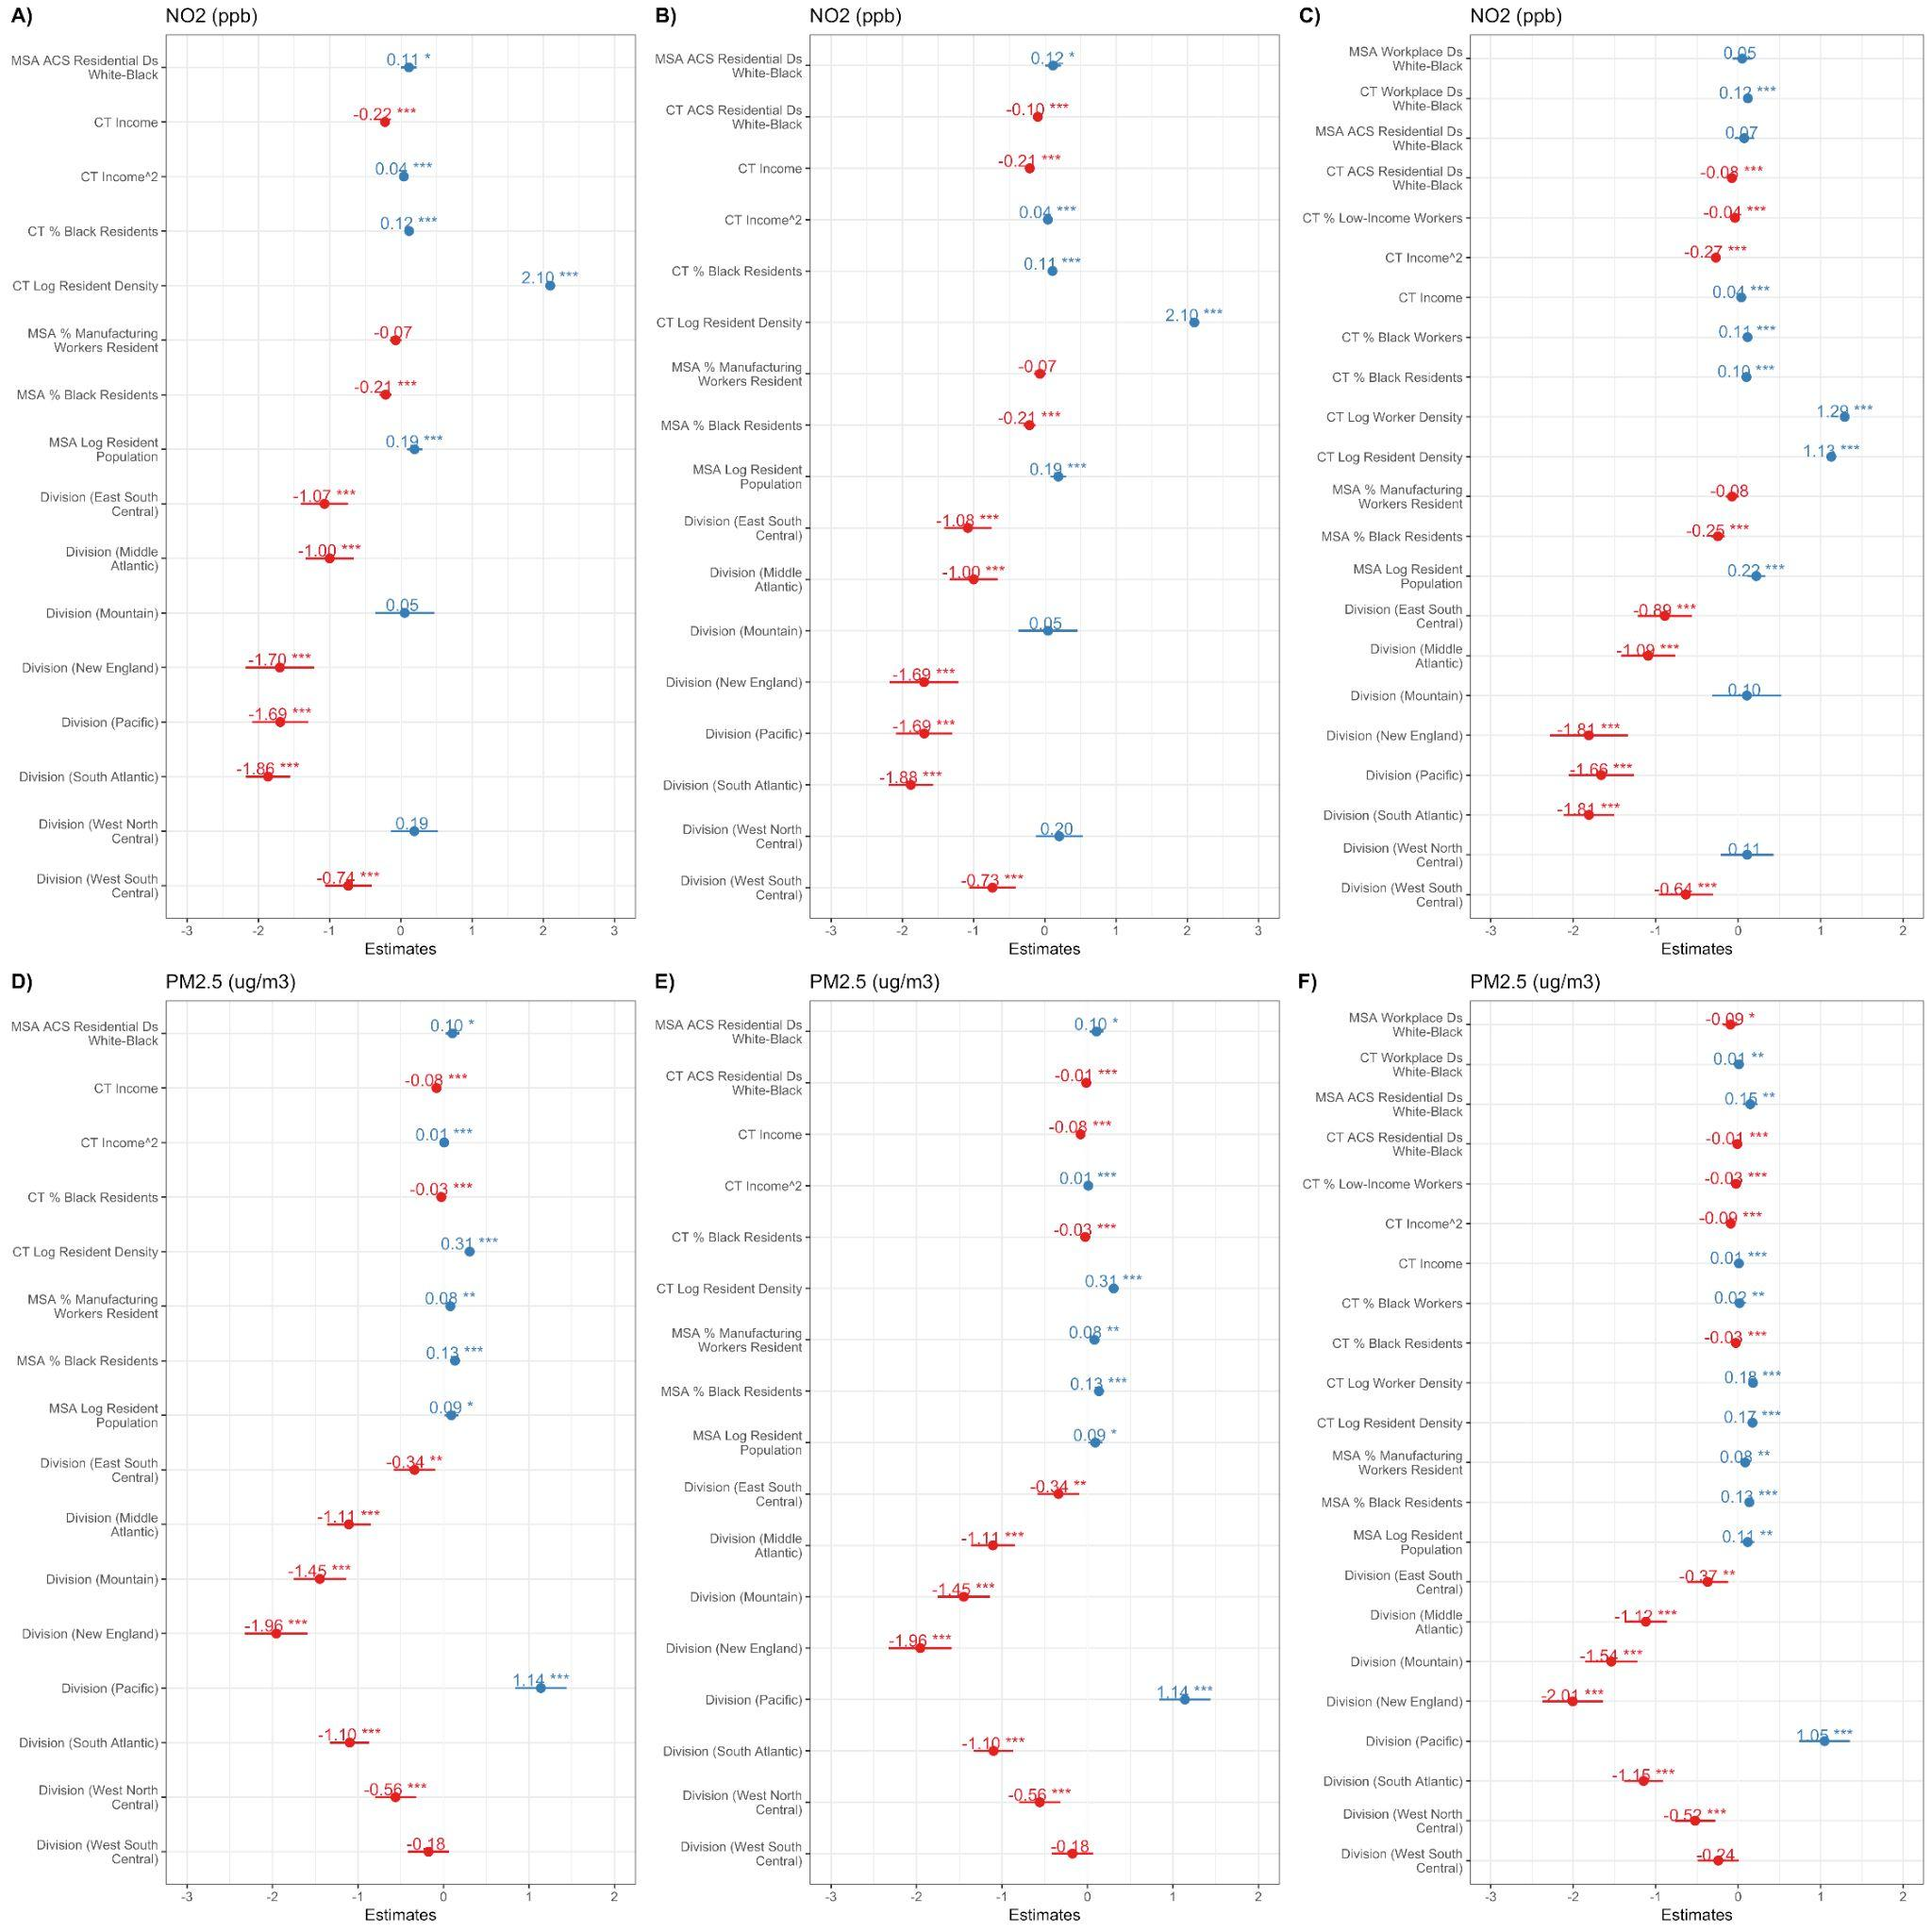 A)
NO2 (ppb)
MSA ACS Residential Ds
White-Black
0.11 *
CT Income
-0.22 ***
CT Income^2
0.04 ***
CT % Black Residents
0.12 ***
CT Log Resident Density
2.10 ***
MSA % Manufacturing
Workers Resident
-0.07
MSA % Black Residents
-0.21 ***
MSA Log Resident
Population
0.19 ***
Division (East South
Central)
-1.07 ***
Division (Middle
Atlantic)
-1.00 ***
Division (Mountain)
0.05
Division (New England)
-1.70 ***
Division (Pacific)
-1.69 ***
Division (South Atlantic)
-1.86 ***
Division (West North
Central)
0.19
Division (West South
Central)
-0.74 ***
-3 -2 -1 0 1 2 3
Estimates
B)
NO2 (ppb)
MSA ACS Residential Ds
White-Black
0.12 *
CT ACS Residential Ds
White-Black
-0.10 ***
CT Income
-0.21 ***
CT Income^2
0.04 ***
CT % Black Residents
0.11 ***
CT Log Resident Density
2.10 ***
MSA % Manufacturing
Workers Resident
-0.07
MSA % Black Residents
-0.21 ***
MSA Log Resident
Population
0.19 ***
Division (East South
Central)
-1.08 ***
Division (Middle
Atlantic)
-1.00 ***
Division (Mountain)
0.05
Division (New England)
-1.69 ***
Division (Pacific)
-1.69 ***
Division (South Atlantic)
-1.88 ***
Division (West North
Central)
0.20
Division (West South
Central)
-0.73 ***
-3 -2 -1 0 1 2 3
Estimates
C)
NO2 (ppb)
MSA Workplace Ds
White-Black
0.05
CT Workplace Ds
White-Black
0.12 ***
MSA ACS Residential Ds
White-Black
0.07
CT ACS Residential Ds
White-Black
-0.08 ***
CT % Low-Income Workers
-0.04 ***
CT Income^2
-0.27 ***
CT Income
0.04 ***
CT % Black Workers
0.11 ***
CT % Black Residents
0.10 ***
CT Log Worker Density
1.29 ***
CT Log Resident Density
1.13 ***
MSA % Manufacturing
Workers Resident
-0.08
MSA % Black Residents
-0.25 ***
MSA Log Resident
Population
0.22 ***
Division (East South
Central)
-0.89 ***
Division (Middle
Atlantic)
-1.09 ***
Division (Mountain)
0.10
Division (New England)
-1.81 ***
Division (Pacific)
-1.66 ***
Division (South Atlantic)
-1.81 ***
Division (West North
Central)
0.11
Division (West South
Central)
-0.64 ***
-3 -2 -1 0 1 2
Estimates
D)
PM2.5 (ug/m3)
MSA ACS Residential Ds
White-Black
0.10 *
CT Income
-0.08 ***
CT Income^2
0.01 ***
CT % Black Residents
-0.03 ***
CT Log Resident Density
0.31 ***
MSA % Manufacturing
Workers Resident
0.08 **
MSA % Black Residents
0.13 ***
MSA Log Resident
Population
0.09 *
Division (East South
Central)
-0.34 **
Division (Middle
Atlantic)
-1.11 ***
Division (Mountain)
-1.45 ***
Division (New England)
-1.96 ***
Division (Pacific)
1.14 ***
Division (South Atlantic)
-1.10 ***
Division (West North
Central)
-0.56 ***
Division (West South
Central)
-0.18
-3 -2 -1 0 1 2
Estimates
E)
PM2.5 (ug/m3)
MSA ACS Residential Ds
White-Black
0.10 *
CT ACS Residential Ds
White-Black
-0.01 ***
CT Income
-0.08 ***
CT Income^2
0.01 ***
CT % Black Residents
-0.03 ***
CT Log Resident Density
0.31 ***
MSA % Manufacturing
Workers Resident
0.08 **
MSA % Black Residents
0.13 ***
MSA Log Resident
Population
0.09 *
Division (East South
Central)
-0.34 **
Division (Middle
Atlantic)
-1.11 ***
Division (Mountain)
-1.45 ***
Division (New England)
-1.96 ***
Division (Pacific)
1.14 ***
Division (South Atlantic)
-1.10 ***
Division (West North
Central)
-0.56 ***
Division (West South
Central)
-0.18
-3 -2 -1 0 1 2
Estimates
F)
PM2.5 (ug/m3)
MSA Workplace Ds
White-Black
-0.09 *
CT Workplace Ds
White-Black
0.01 **
MSA ACS Residential Ds
White-Black
0.15 **
CT ACS Residential Ds
White-Black
-0.01 ***
CT % Low-Income Workers
-0.03 ***
CT Income^2
-0.09 ***
CT Income
0.01 ***
CT % Black Workers
0.02 **
CT % Black Residents
-0.03 ***
CT Log Worker Density
0.18 ***
CT Log Resident Density
0.17 ***
MSA % Manufacturing
Workers Resident
0.08 **
MSA % Black Residents
0.13 ***
MSA Log Resident
Population
0.11 **
Division (East South
Central)
-0.37 **
Division (Middle
Atlantic)
-1.12 ***
Division (Mountain)
-1.54 ***
Division (New England)
-2.01 ***
Division (Pacific)
1.05 ***
Division (South Atlantic)
-1.15 ***
Division (West North
Central)
-0.52 ***
Division (West South
Central)
-0.24
-3 -2 -1 0 1 2
Estimates